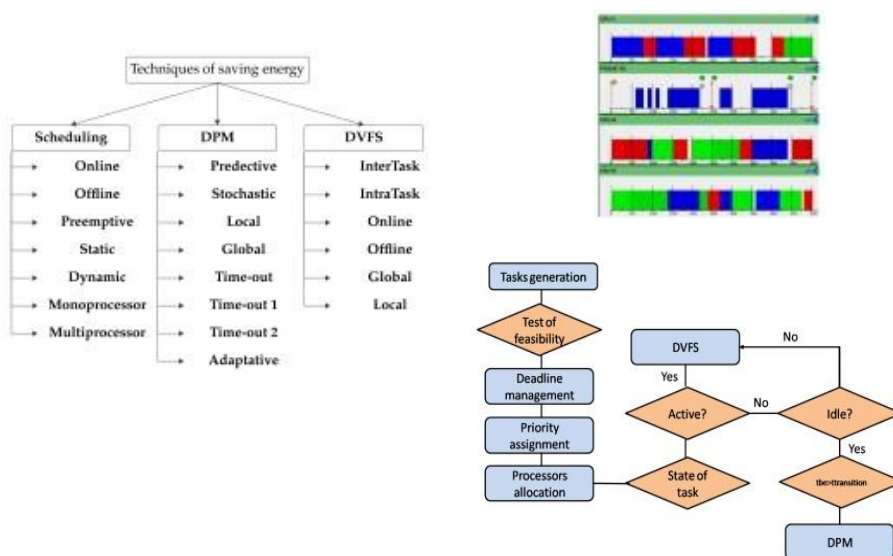 Techniques of saving energy
Scheduling
Online
Offline
Preemptive
Static
Dynamic
Monoprocessor
Multiprocessor
DPM
Predective
Stochastic
Local
Global
Time-out
Time-out 1
Time-out 2
Adaptative
DVFS
InterTask
IntraTask
Online
Offline
Global
Local
Tasks generation
Test of
feasibility
Deadline
management
Priority
assignment
Processors
allocation
State of
task
Active?
Yes
DVFS
No
Idle?
No
Yes
tbe>ttransition
DPM